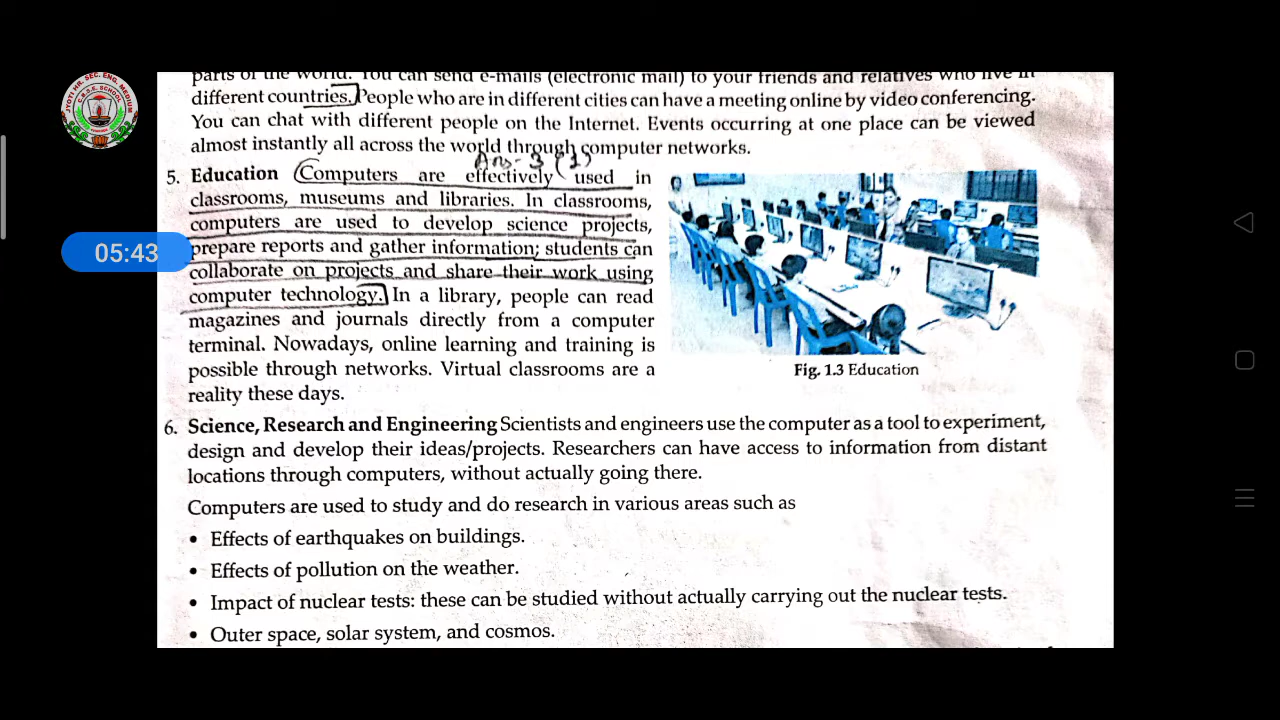 parts of the world. You can send e-mails (electronic mail) to your friends and relatives who live in
different countries. People who are in different cities can have a meeting online by video conferencing.
You can chat with different people on the Internet. Events occurring at one place can be viewed
almost instantly all across the world through computer networks.
Ans- 3 (1)
5. Education Computers are effectively used in
classrooms, museums and libraries. In classrooms,
computers are used to develop science projects,
prepare reports and gather information; students can
collaborate on projects and share their work using
computer technology. In a library, people can read
magazines and journals directly from a computer
terminal. Nowadays, online learning and training is
possible through networks. Virtual classrooms are a
reality these days.
Fig. 1.3 Education
6. Science, Research and Engineering Scientists and engineers use the computer as a tool to experiment,
design and develop their ideas/projects. Researchers can have access to information from distant
locations through computers, without actually going there.
Computers are used to study and do research in various areas such as
• Effects of earthquakes on buildings.
• Effects of pollution on the weather.
• Impact of nuclear tests: these can be studied without actually carrying out the nuclear tests.
• Outer space, solar system, and cosmos.
05:43
JYOTI HR. SEC. ENG. MEDIUM
C.B.S.E. SCHOOL